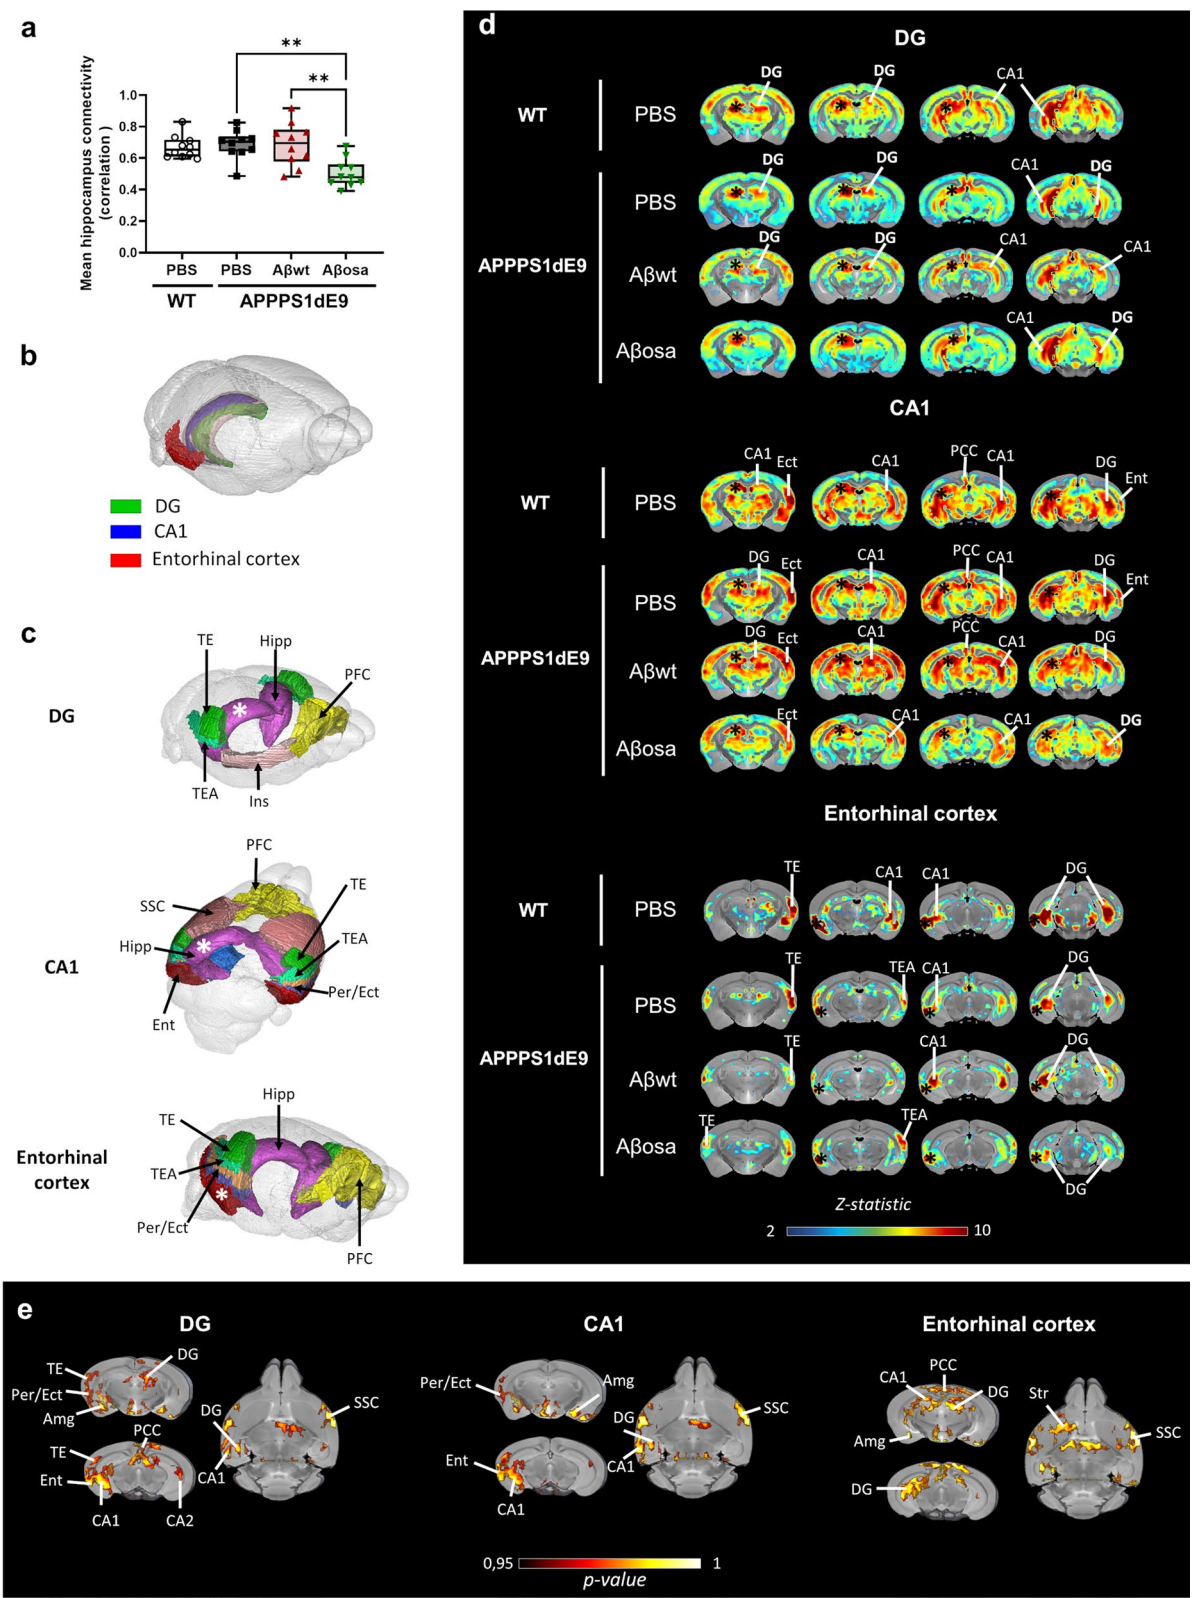 a
**
**
Mean hippocampus connectivity
(correlation )
1.0
0.8
0.6
0.4
0.2
0.0
PBS PBS Aβwt Aβosa
WT APPPS1dE9
b
DG
CA1
Entorhinal cortex
c
DG
TE
Hipp
PFC
*
TEA
Ins
CA1
PFC
TE
SSC
TEA
Hipp
*
Per/Ect
Ent
Entorhinal
cortex
Hipp
TE
TEA
*
Per/Ect
PFC
d
DG
WT
PBS
DG DG CA1
* * *
APPPS1dE9
PBS
DG DG CA1 DG
* * *
Aβwt
DG DG CA1 CA1
* * *
Aβosa
CA1 DG
* * *
CA1
WT
PBS
CA1 Ect CA1 PCC CA1 DG Ent
* * * *
APPPS1dE9
PBS
DG Ect CA1 PCC CA1 DG Ent
* * * *
Aβwt
DG Ect CA1 PCC CA1 DG
* * * *
Aβosa
Ect CA1 CA1 DG
* * * *
Entorhinal cortex
WT
PBS
TE CA1 CA1 DG
* * *
APPPS1dE9
PBS
TE TEA CA1 DG
* * *
Aβwt
TE CA1 DG
* * *
Aβosa
TE TEA DG
* * *
Z-statistic
2 10
e
DG
TE
DG
Per/Ect
Amg
PCC
TE
Ent
CA1 CA2
DG
SSC
CA1
CA1
Per/Ect
Amg
Ent
CA1
DG
SSC
CA1
Entorhinal cortex
PCC
CA1
DG
Amg
DG
Str
SSC
0,95 1
p-value